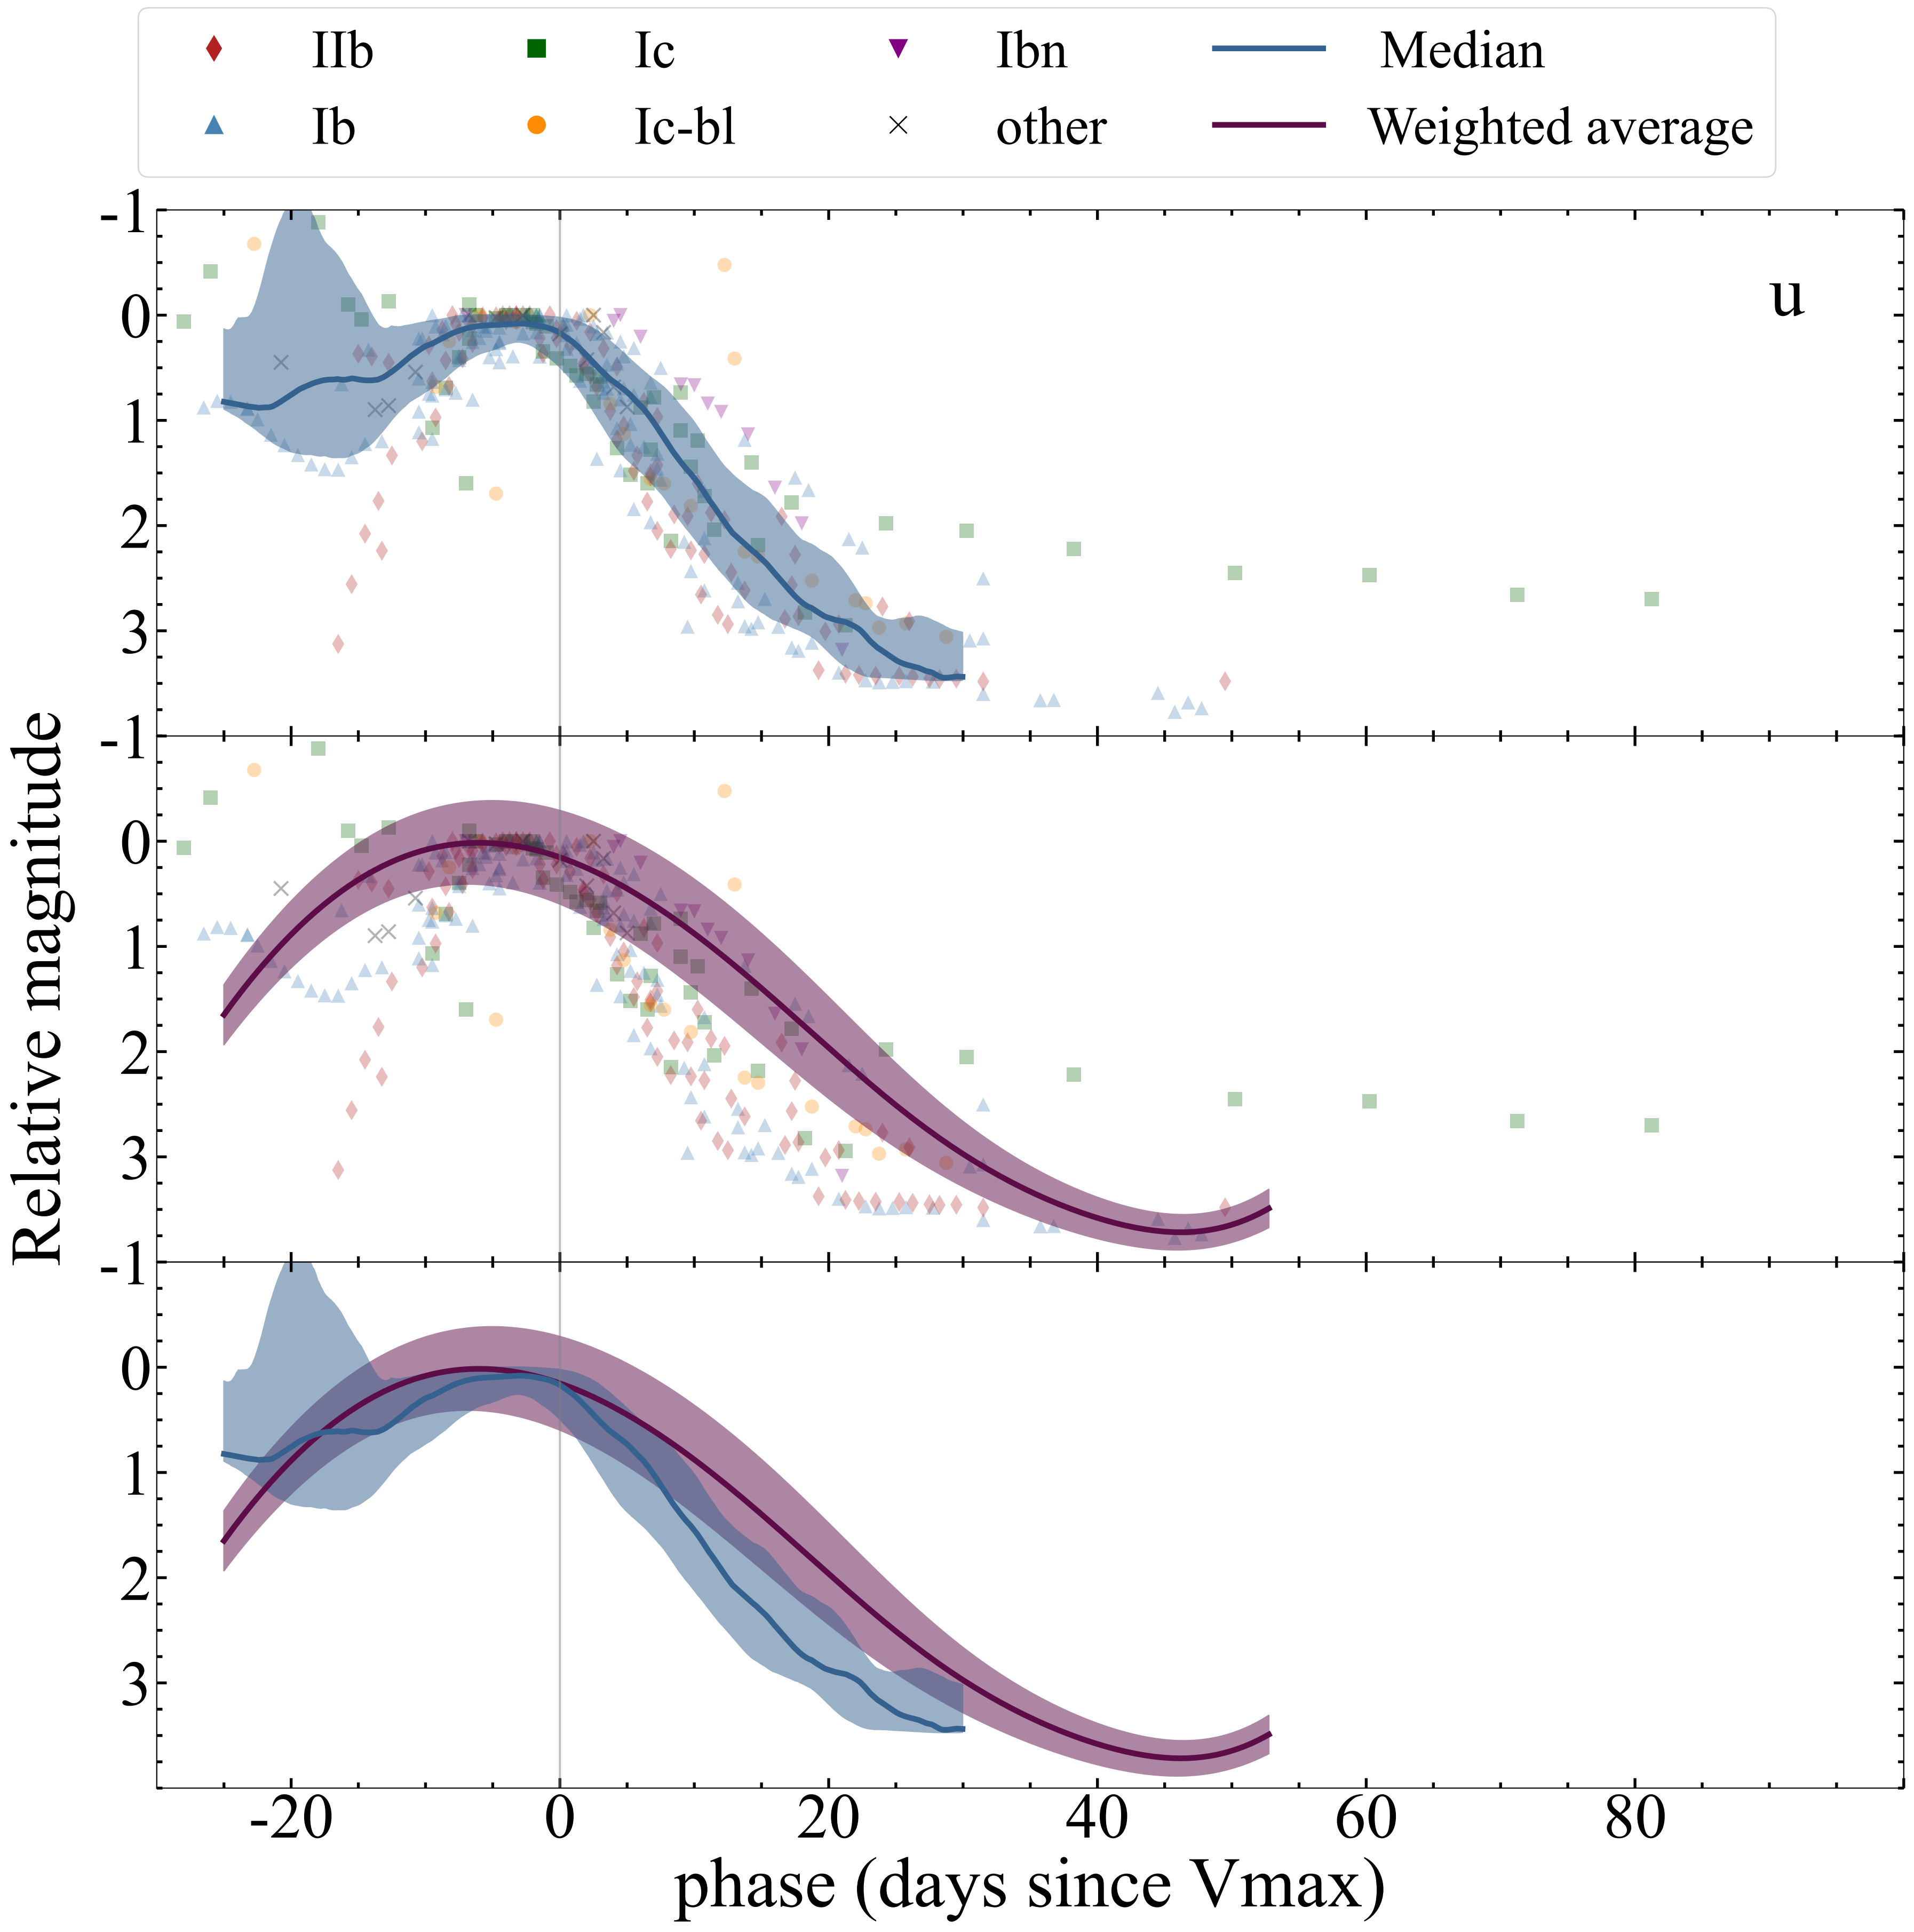 IIb Ic Ibn Median
Ib Ic-bl other Weighted average
u
-1
0
1
2
3
-1
0
1
2
3
-1
0
1
2
3
Relative magnitude
-20 0 20 40 60 80
phase (days since Vmax)